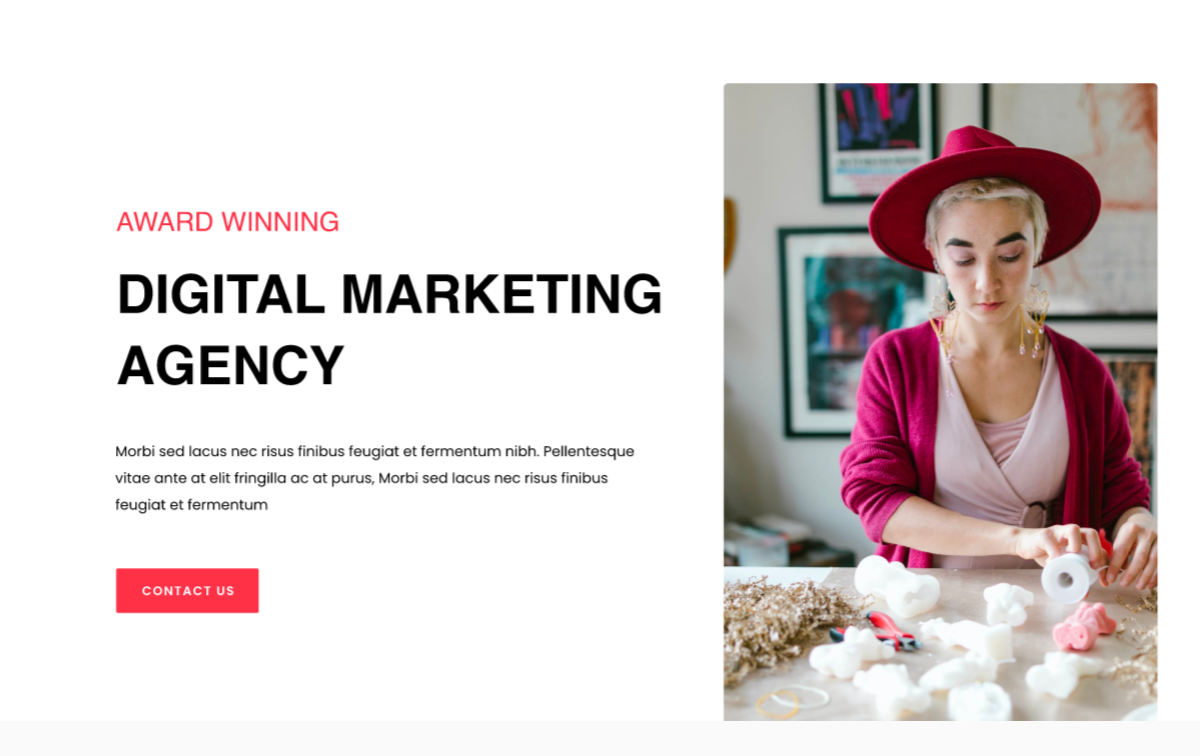 AWARD WINNING
DIGITAL MARKETING
AGENCY
Morbi sed lacus nec risus finibus feugiat et fermentum nibh. Pellentesque
vitae ante at elit fringilla ac at purus, Morbi sed lacus nec risus finibus
feugiat et fermentum
CONTACT US